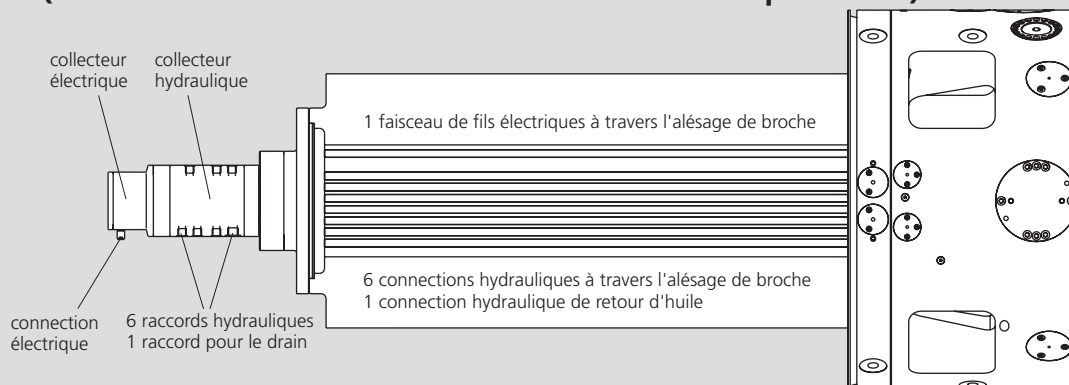 collecteur
électrique
collecteur
hydraulique
1 faisceau de fils électriques à travers l'alésage de broche
6 connections hydrauliques à travers l'alésage de broche
1 connection hydraulique de retour d'huile
connection
électrique
6 raccords hydrauliques
1 raccord pour le drain